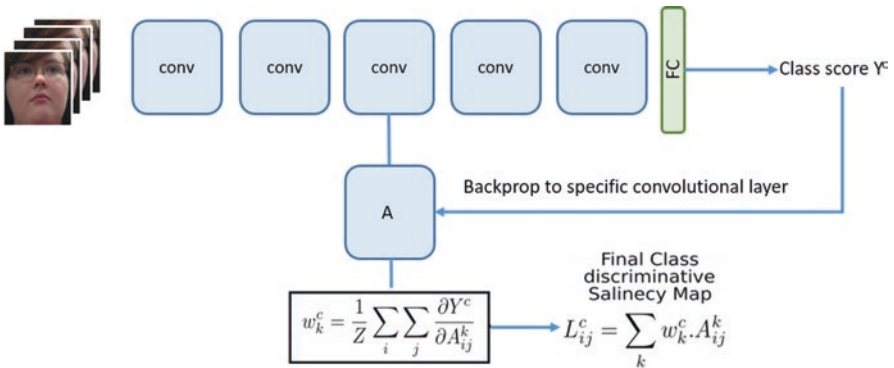 conv
conv
conv
conv
conv
FC
Class score Y^c
Backprop to specific convolutional layer
A
Final Class
discriminative
Salinecy Map
w_k^c = \frac{1}{Z} \sum_i \sum_j \frac{\partial Y^c}{\partial A_{ij}^k}
L_{ij}^c = \sum_k w_k^c . A_{ij}^k